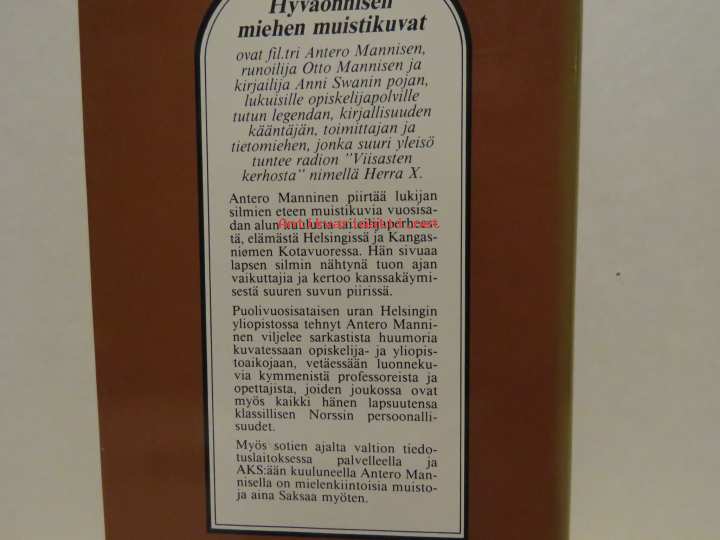 Hyväonnisen
miehen muistikuvat
ovat fil.tri Antero Mannisen,
runoilija Otto Mannisen ja
kirjailija Anni Swanin pojan,
lukuisille opiskelijapolville
tutun legendan, kirjallisuuden
kääntäjän, toimittajan ja
tietomiehen, jonka suuri yleisö
tuntee radion "Viisasten
kerhosta" nimellä Herra X.
Antero Manninen piirtää lukijan
silmien eteen muistikuvia vuosisa-
dan alun kuulusta taiteilijaperhees-
tä, elämästä Helsingissä ja Kangas-
niemen Kotavuoressa. Hän sivuaa
lapsen silmin nähtynä tuon ajan
vaikuttajia ja kertoo kanssakäymi-
sestä suuren suvun piirissä.
Puolivuosisataisen uran Helsingin
yliopistossa tehnyt Antero Manni-
nen viljelee sarkastista huumoria
kuvatessaan opiskelija- ja yliopis-
toaikojaan, vetäessään luonneku-
via kymmenistä professoreista ja
opettajista, joiden joukossa ovat
myös kaikki hänen lapsuutensa
klassillisen Norssin persoonalli-
suudet.
Myös sotien ajalta valtion tiedo-
tuslaitoksessa palvelleella ja
AKS:ään kuuluneella Antero Man-
nisella on mielenkiintoisia muisto-
ja aina Saksaa myöten.